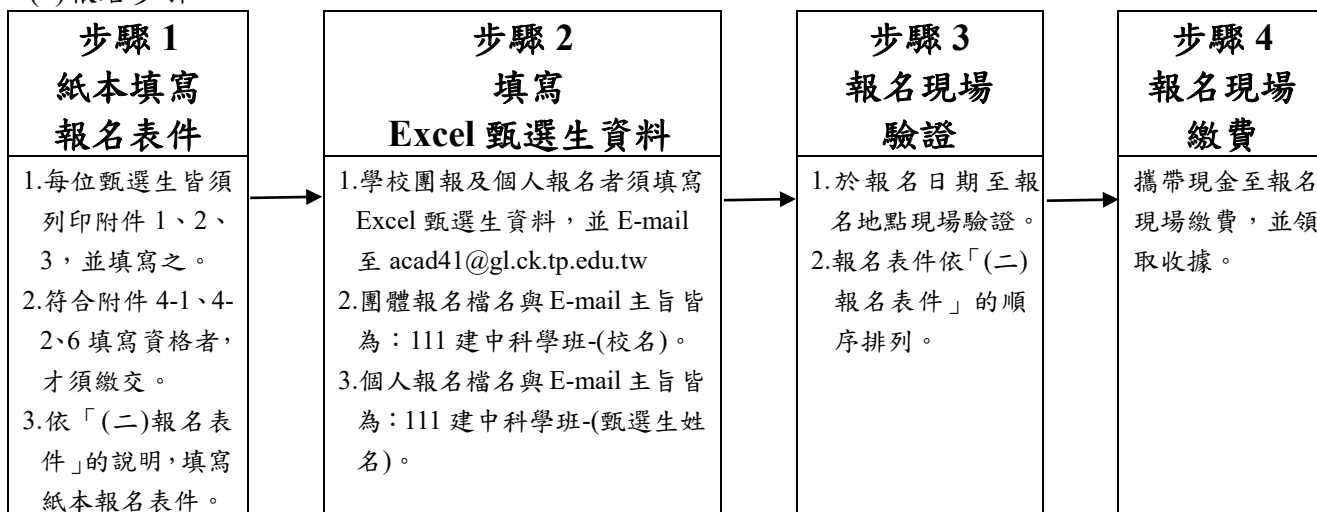 步驟 1
紙本填寫
報名表件
1.每位甄選生皆須
列印附件 1、2、
3,並填寫之。
2.符合附件 4-1、4-
2、6 填寫資格者,
才須繳交。
3.依「(二)報名表
件」的說明,填寫
紙本報名表件。
步驟 2
填寫
Excel 甄選生資料
1.學校團報及個人報名者須填寫
Excel 甄選生資料,並 E-mail
至 acad41@gl.ck.tp.edu.tw
2.團體報名檔名與 E-mail 主旨皆
為:111 建中科學班-(校名)。
3.個人報名檔名與 E-mail 主旨皆
為:111 建中科學班-(甄選生姓
名)。
步驟 3
報名現場
驗證
1.於報名日期至報
名地點現場驗證。
2.報名表件依「(二)
報名表件」的順
序排列。
步驟 4
報名現場
繳費
攜帶現金至報名
現場繳費,並領
取收據。